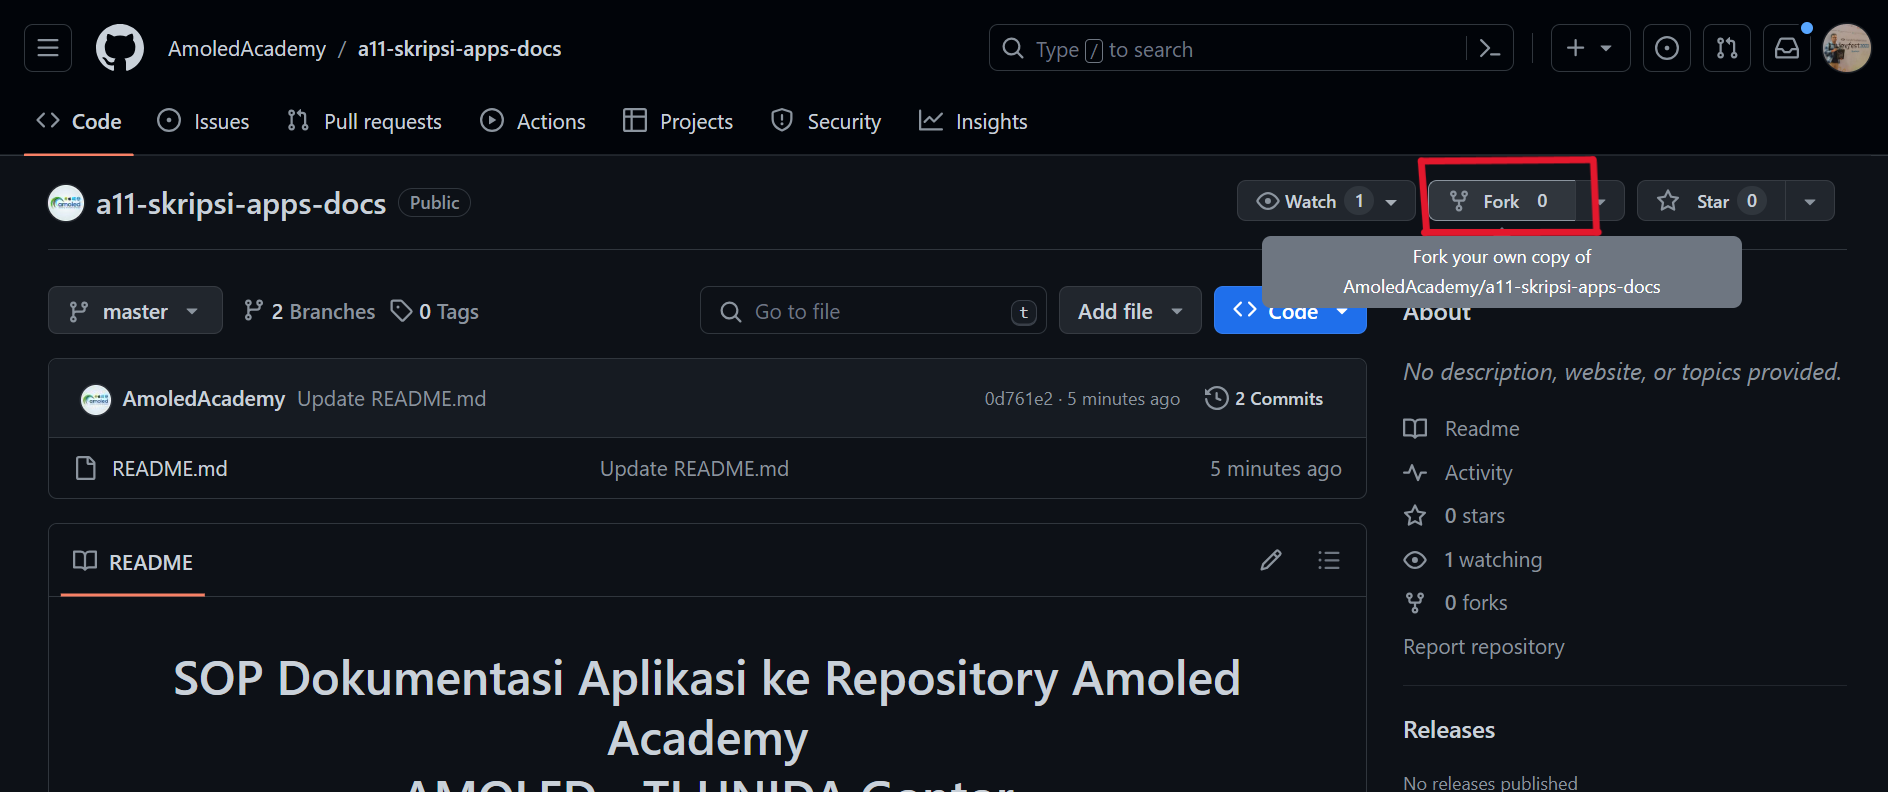 AmoledAcademy / a11-skripsi-apps-docs
Type / to search
Code Issues Pull requests Actions Projects Security Insights
a11-skripsi-apps-docs Public
Watch 1 Fork 0 Star 0
Fork your own copy of
AmoledAcademy/a11-skripsi-apps-docs
master 2 Branches 0 Tags Go to file t Add file Code
About
No description, website, or topics provided.
AmoledAcademy Update README.md 0d761e2 · 5 minutes ago 2 Commits
README.md Update README.md 5 minutes ago
Readme
Activity
0 stars
1 watching
0 forks
Report repository
README
SOP Dokumentasi Aplikasi ke Repository Amoled
Academy
AMOLED - TI UNIDA Gontor
Releases
No releases published